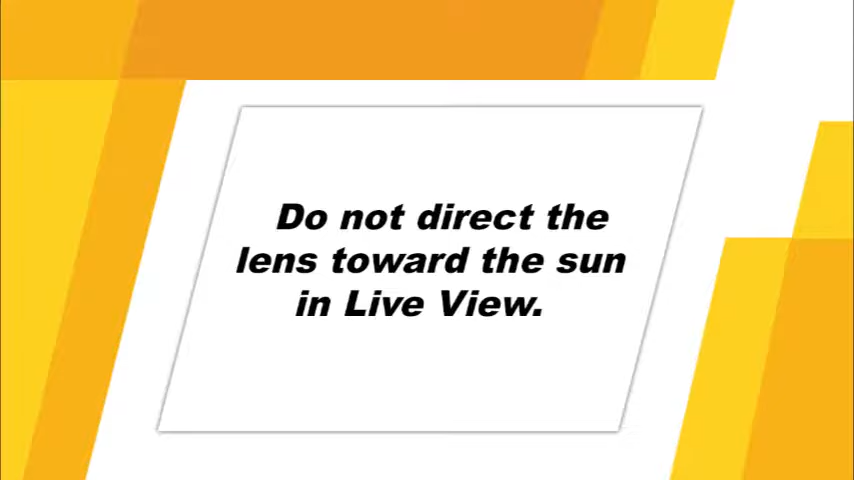 Do not direct the
lens toward the sun
in Live View.